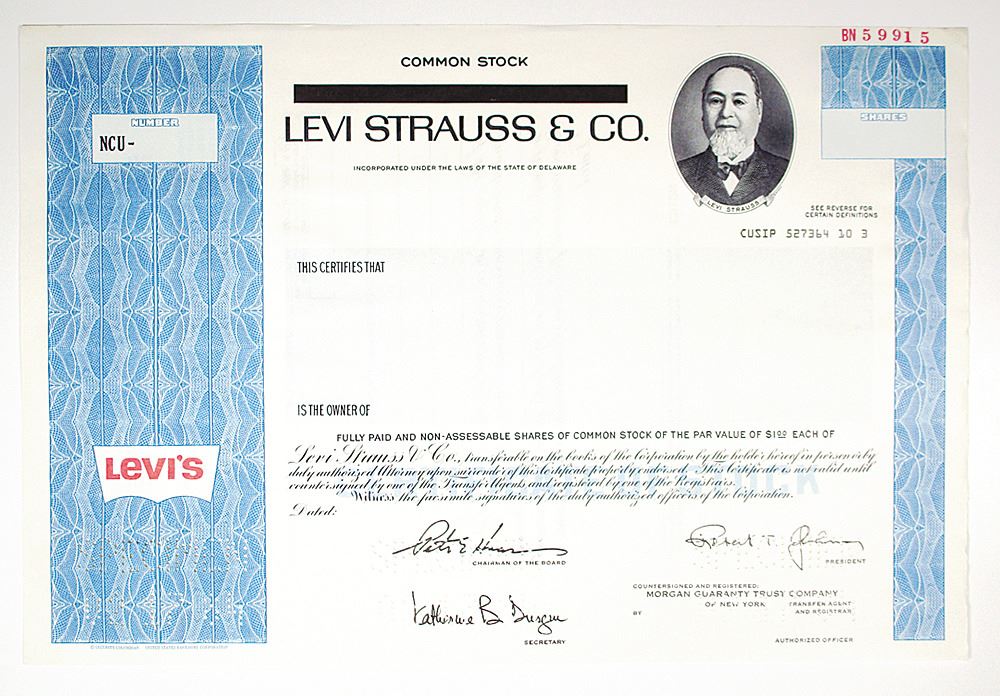 BN 59915
COMMON STOCK
NUMBER
NCU-
SHARES
LEVI STRAUSS & CO.
INCORPORATED UNDER THE LAWS OF THE STATE OF DELAWARE
LEVI STRAUSS
SEE REVERSE FOR
CERTAIN DEFINITIONS
CUSIP 527364 10 3
THIS CERTIFIES THAT
IS THE OWNER OF
FULLY PAID AND NON-ASSESSABLE SHARES OF COMMON STOCK OF THE PAR VALUE OF $1.00 EACH OF
Levi Strauss & Co., transferable on the books of the Corporation by the holder hereof in person or by
duly authorized Attorney upon surrender of this Certificate properly endorsed. This Certificate is not valid until
countersigned by one of the Transfer Agents and registered by one of the Registrars.
Witness the facsimile signatures of the duly authorized officers of the Corporation.
Dated:
LEVI'S
CHAIRMAN OF THE BOARD
Robert T.
PRESIDENT
COUNTERSIGNED AND REGISTERED:
MORGAN GUARANTY TRUST COMPANY
OF NEW YORK TRANSFER AGENT
AND REGISTRAR
BY
Katherine B Durgin
SECRETARY
AUTHORIZED OFFICER
UNITED STATES BANKNOTE CORPORATION